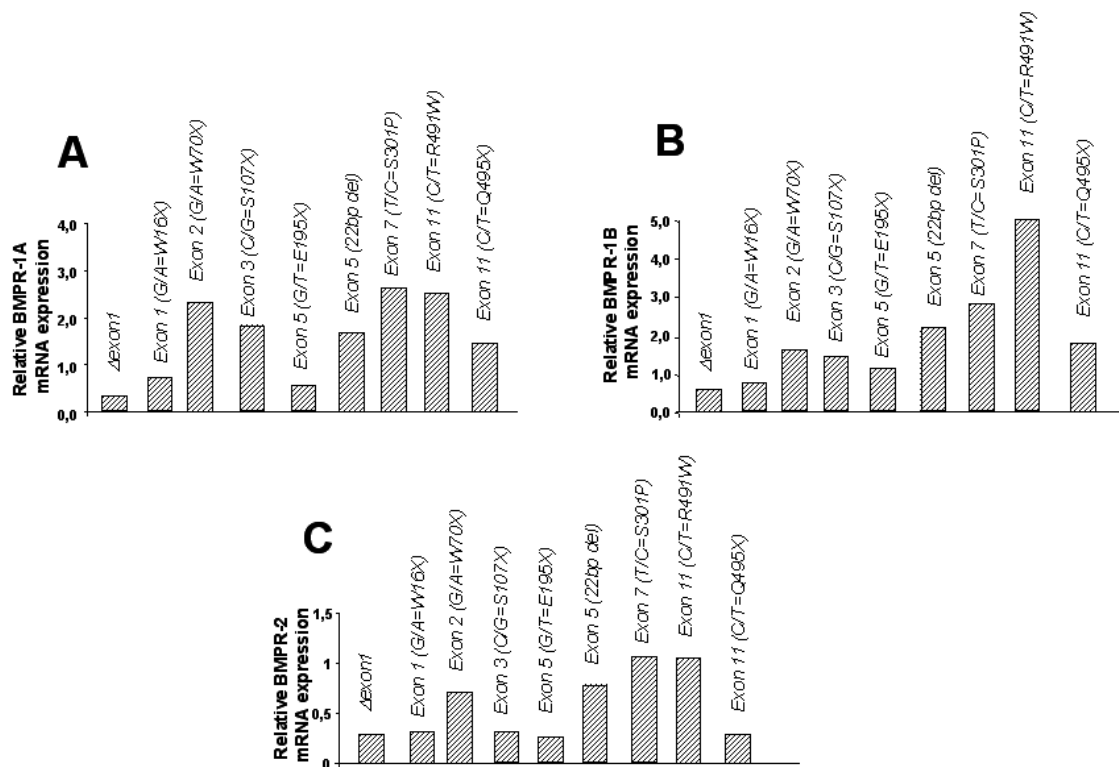 A
Relative BMPR-1A
mRNA expression
4,0
3,0
2,0
1,0
0,0
Δexon1
Exon 1 (G/A=W16X)
Exon 2 (G/A=W70X)
Exon 3 (C/G=S107X)
Exon 5 (G/T=E195X)
Exon 5 (22bp del)
Exon 7 (T/C=S301P)
Exon 11 (C/T=R491W)
Exon 11 (C/T=Q495X)
B
Relative BMPR-1B
mRNA expression
5,0
4,0
3,0
2,0
1,0
0,0
Δexon1
Exon 1 (G/A=W16X)
Exon 2 (G/A=W70X)
Exon 3 (C/G=S107X)
Exon 5 (G/T=E195X)
Exon 5 (22bp del)
Exon 7 (T/C=S301P)
Exon 11 (C/T=R491W)
Exon 11 (C/T=Q495X)
C
Relative BMPR-2
mRNA expression
1,5
1
0,5
0
Δexon1
Exon 1 (G/A=W16X)
Exon 2 (G/A=W70X)
Exon 3 (C/G=S107X)
Exon 5 (G/T=E195X)
Exon 5 (22bp del)
Exon 7 (T/C=S301P)
Exon 11 (C/T=R491W)
Exon 11 (C/T=Q495X)